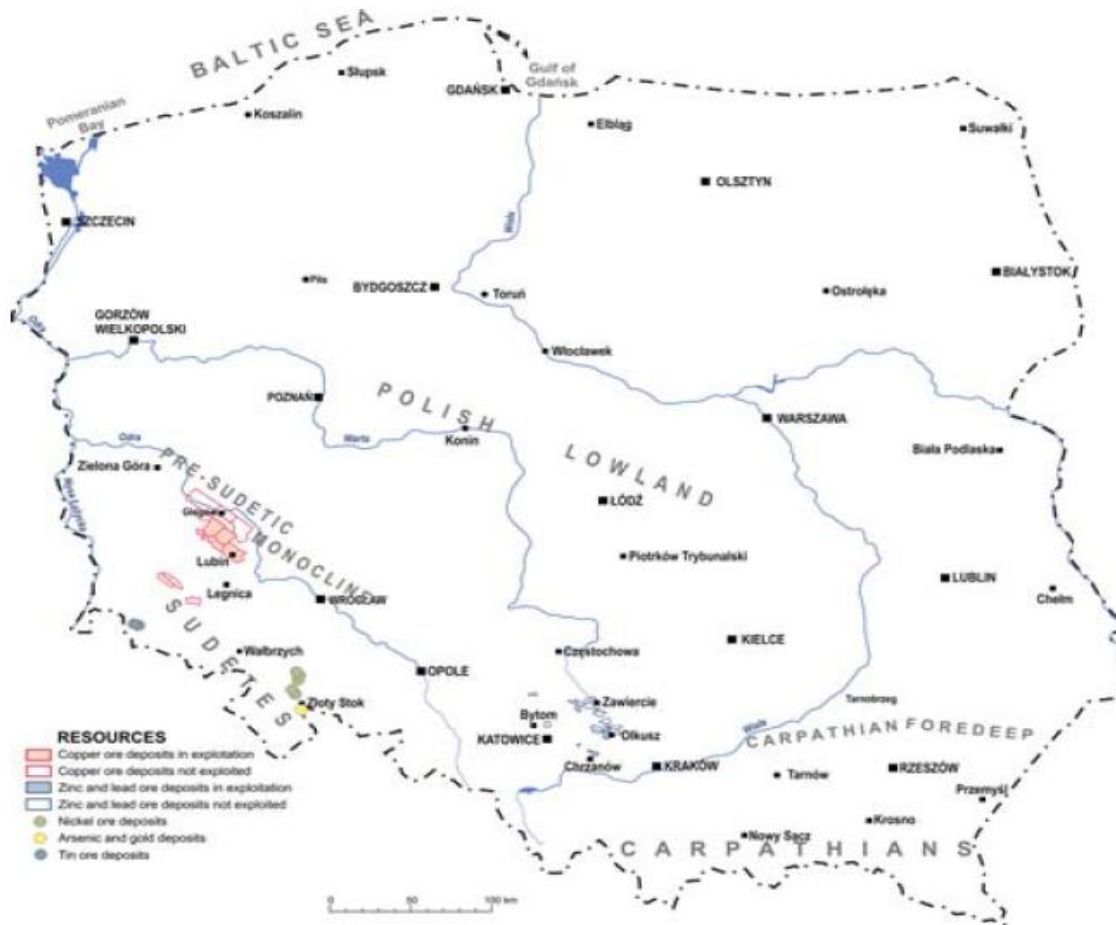 BALTIC SEA
Słupsk
Gulf of
Gdańsk
GDAŃSK
Pomeranian
Bay
Koszalin
Elbląg
Suwałki
OLSZTYN
SZCZECIN
Wisła
BIAŁYSTOK
Piła
BYDGOSZCZ
Toruń
Ostrołęka
GORZÓW
WIELKOPOLSKI
Odra
Włocławek
POZNAŃ
POLISH
LOWLAND
WARSZAWA
Warta
Konin
Odra
Zielona Góra
Biała Podlaska
PRE-SUDETIC
MONOCLINE
Nysa Łużycka
ŁÓDŹ
Głogów
Lubin
Piotrków Trybunalski
Legnica
LUBLIN
Chełm
WROCŁAW
SUDETES
KIELCE
Wałbrzych
Częstochowa
OPOLE
Złoty Stok
Zawiercie
Tarnobrzeg
Bytom
Wisła
KATOWICE
Olkusz
CARPATHIAN FOREDEEP
Chrzanów
KRAKÓW
Tarnów
RZESZÓW
Przemyśl
Krosno
Nowy Sącz
CARPATHIANS
RESOURCES
Copper ore deposits in exploitation
Copper ore deposits not exploited
Zinc and lead ore deposits in exploitation
Zinc and lead ore deposits not exploited
Nickel ore deposits
Arsenic and gold deposits
Tin ore deposits
0 50 100 km